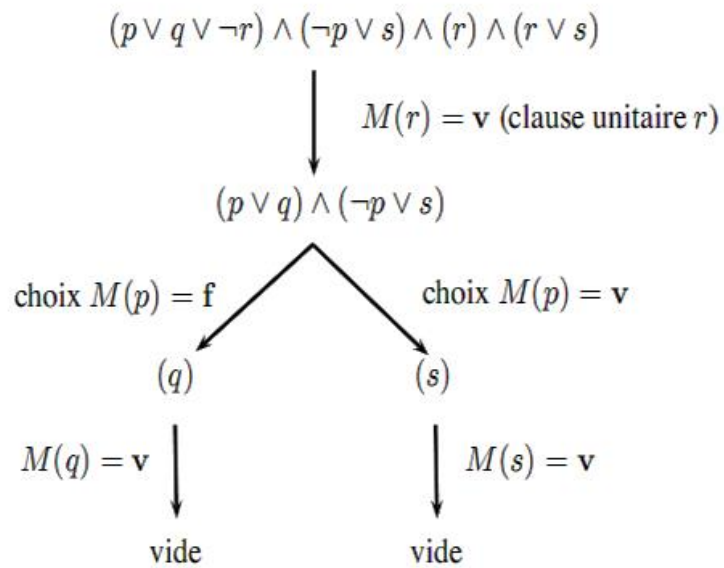 (p ∨ q ∨ ¬r) ∧ (¬p ∨ s) ∧ (r) ∧ (r ∨ s)
M(r) = v (clause unitaire r)
(p ∨ q) ∧ (¬p ∨ s)
choix M(p) = f
choix M(p) = v
(q)
(s)
M(q) = v
M(s) = v
vide
vide